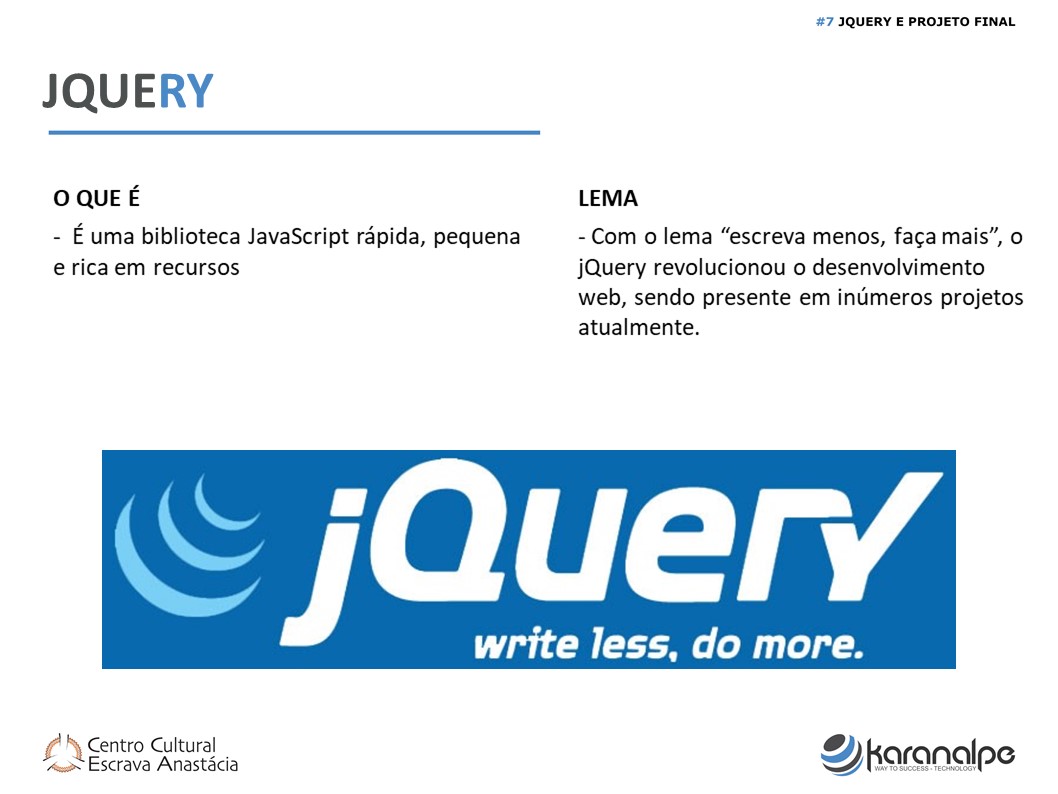 #7 JQUERY E PROJETO FINAL
JQUERY
O QUE É
- É uma biblioteca JavaScript rápida, pequena
e rica em recursos
LEMA
- Com o lema “escreva menos, faça mais”, o
jQuery revolucionou o desenvolvimento
web, sendo presente em inúmeros projetos
atualmente.
jQuery
write less, do more.
Centro Cultural
Escrava Anastácia
karanalpe
WAY TO SUCCESS - TECHNOLOGY